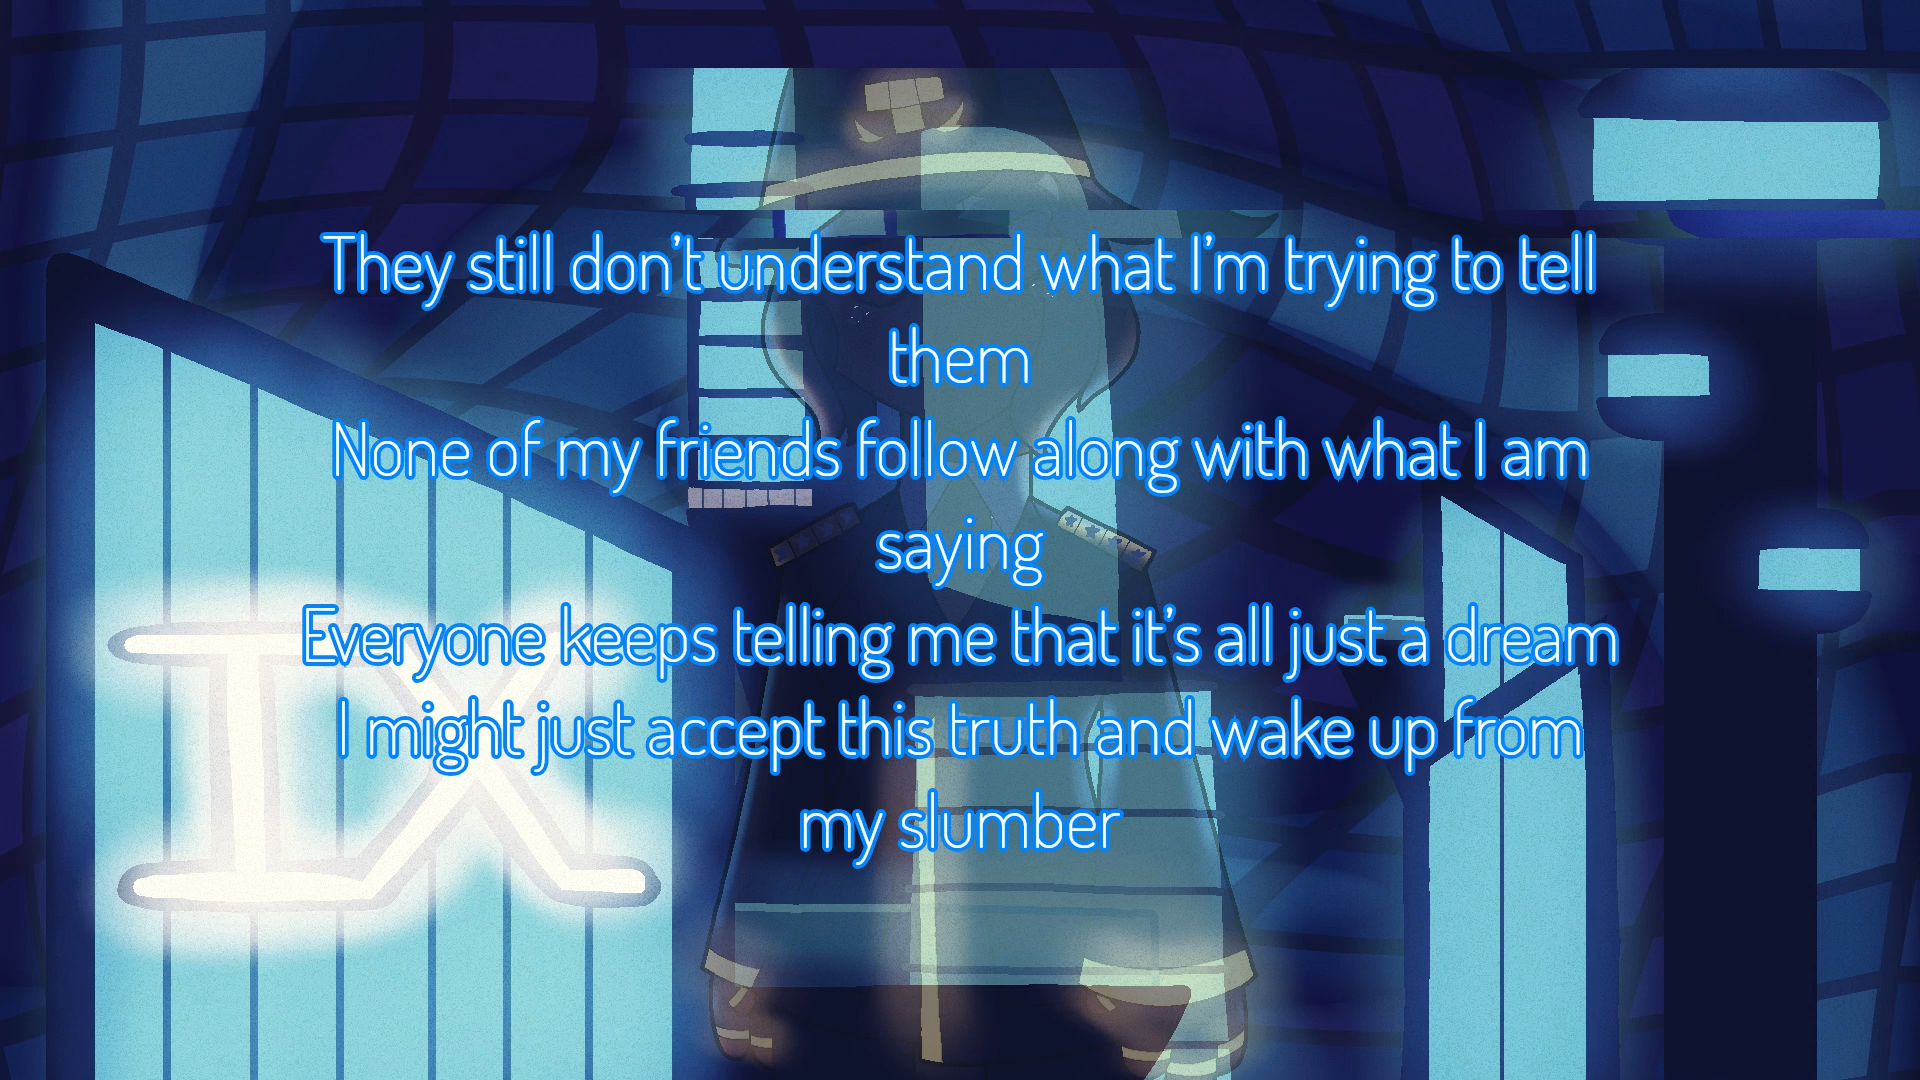 They still don't understand what I'm trying to tell
them
None of my friends follow along with what I am
saying
Everyone keeps telling me that it's all just a dream
I might just accept this truth and wake up from
my slumber
IX